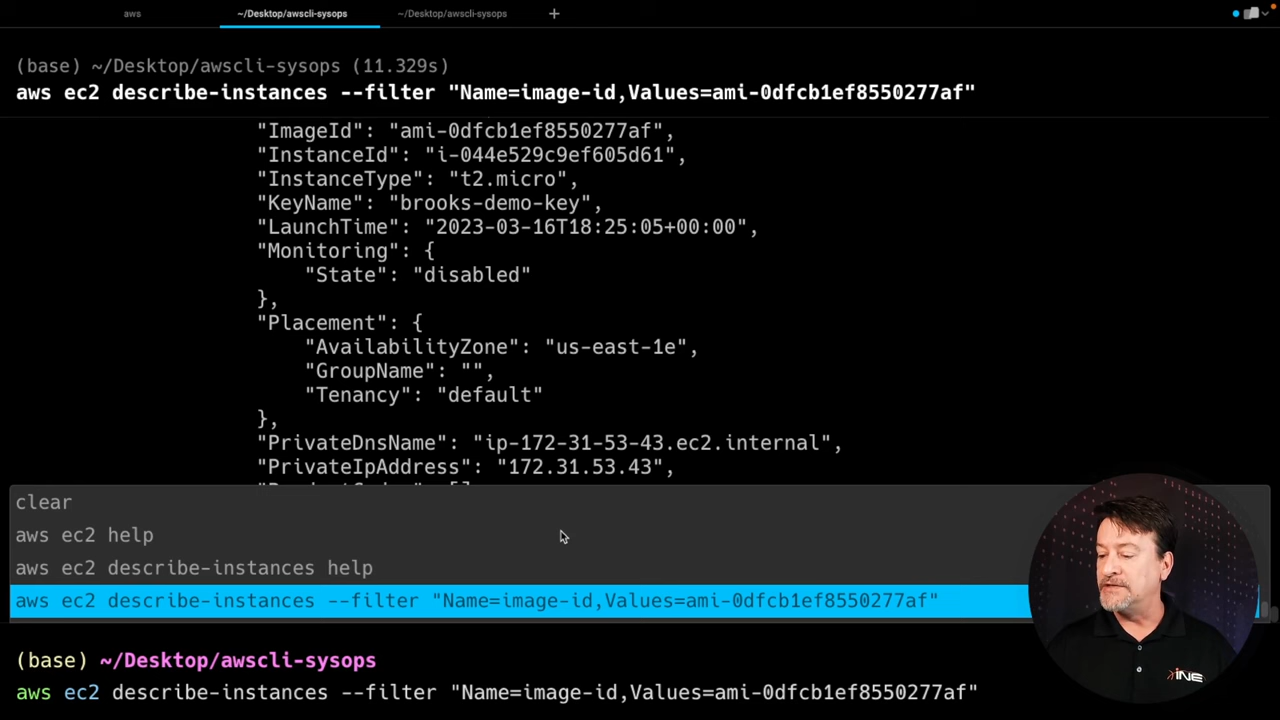 aws
~/Desktop/awscli-sysops
~/Desktop/awscli-sysops
(base) ~/Desktop/awscli-sysops (11.329s)
aws ec2 describe-instances --filter "Name=image-id,Values=ami-0dfcb1ef8550277af"
"ImageId": "ami-0dfcb1ef8550277af",
"InstanceId": "i-044e529c9ef605d61",
"InstanceType": "t2.micro",
"KeyName": "brooks-demo-key",
"LaunchTime": "2023-03-16T18:25:05+00:00",
"Monitoring": {
"State": "disabled"
},
"Placement": {
"AvailabilityZone": "us-east-1e",
"GroupName": "",
"Tenancy": "default"
},
"PrivateDnsName": "ip-172-31-53-43.ec2.internal",
"PrivateIpAddress": "172.31.53.43",
clear
aws ec2 help
aws ec2 describe-instances help
aws ec2 describe-instances --filter "Name=image-id,Values=ami-0dfcb1ef8550277af"
(base) ~/Desktop/awscli-sysops
aws ec2 describe-instances --filter "Name=image-id,Values=ami-0dfcb1ef8550277af"
INE